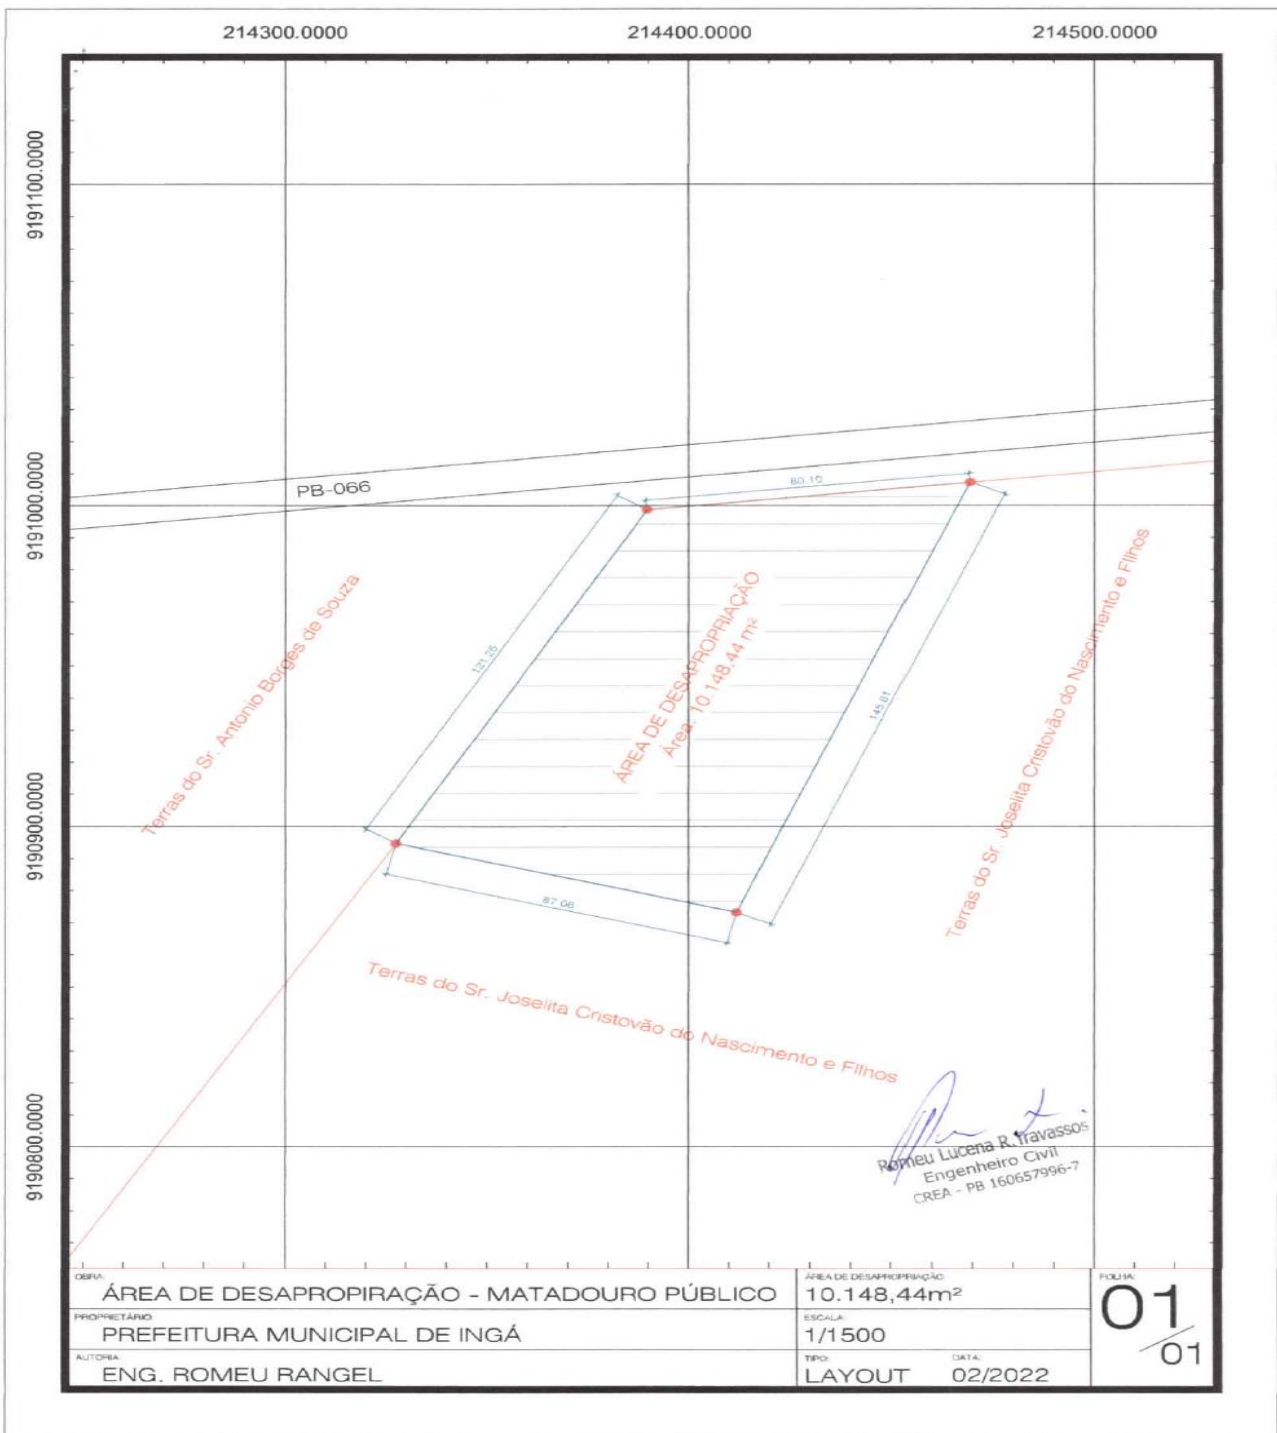 214300.0000
214400.0000
214500.0000
9191100.0000
9191000.0000
9190900.0000
9190800.0000
PB-066
80.10
121.25
145.81
87.06
ÁREA DE DESAPROPRIAÇÃO
Área: 10.148,44 m²
Terras do Sr. Antonio Borges de Souza
Terras do Sr. Joselita Cristovão do Nascimento e Filhos
Terras do Sr. Joselita Cristovão do Nascimento e Filhos
Romeu Lucena R. Travassos
Engenheiro Civil
CREA - PB 160657996-7
OBRA:
ÁREA DE DESAPROPIRAÇÃO - MATADOURO PÚBLICO
PROPRIETÁRIO:
PREFEITURA MUNICIPAL DE INGÁ
AUTORIA:
ENG. ROMEU RANGEL
ÁREA DE DESAPROPRIAÇÃO:
10.148,44m²
ESCALA:
1/1500
TIPO:
LAYOUT
DATA:
02/2022
FOLHA:
01/01